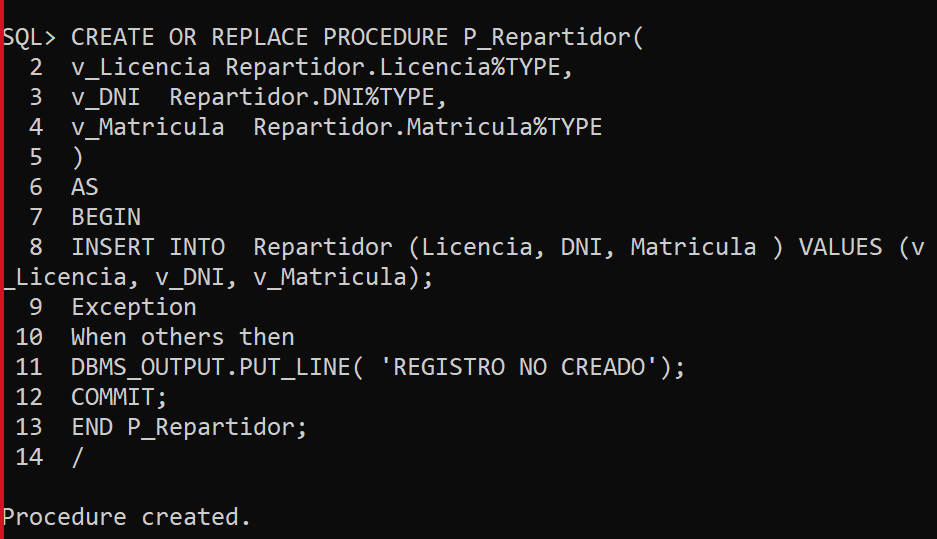 SQL> CREATE OR REPLACE PROCEDURE P_Repartidor(
  2  v_Licencia Repartidor.Licencia%TYPE,
  3  v_DNI  Repartidor.DNI%TYPE,
  4  v_Matricula  Repartidor.Matricula%TYPE
  5  )
  6  AS
  7  BEGIN
  8  INSERT INTO  Repartidor (Licencia, DNI, Matricula ) VALUES (v
_Licencia, v_DNI, v_Matricula);
  9  Exception
 10  When others then
 11  DBMS_OUTPUT.PUT_LINE( 'REGISTRO NO CREADO');
 12  COMMIT;
 13  END P_Repartidor;
 14  /
Procedure created.